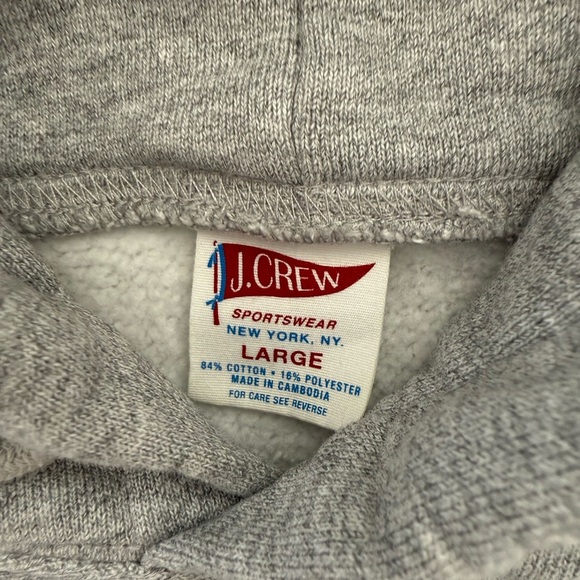 J.CREW
SPORTSWEAR
NEW YORK, NY.
LARGE
84% COTTON • 16% POLYESTER
MADE IN CAMBODIA
FOR CARE SEE REVERSE